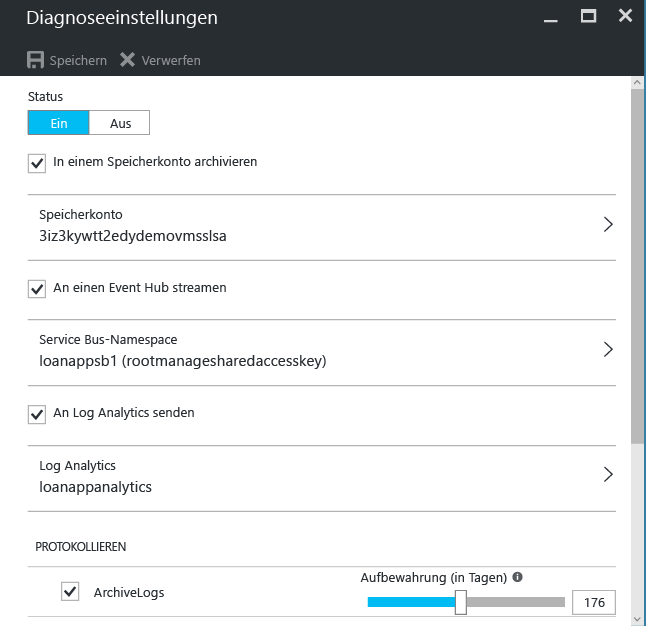 Diagnoseeinstellungen
Speichern Verwerfen
Status
Ein Aus
In einem Speicherkonto archivieren
Speicherkonto
3iz3kywtt2edydemovmsslsa
An einen Event Hub streamen
Service Bus-Namespace
loanappsb1 (rootmanagesharedaccesskey)
An Log Analytics senden
Log Analytics
loanappanalytics
PROTOKOLLIEREN
Aufbewahrung (in Tagen)
ArchiveLogs 176